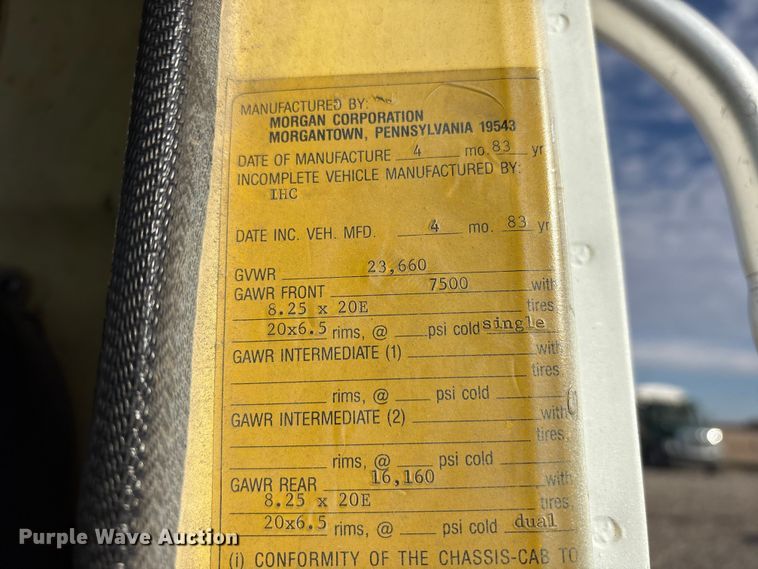 MANUFACTURED BY:
MORGAN CORPORATION
MORGANTOWN, PENNSYLVANIA 19543
DATE OF MANUFACTURE 4 mo. 83 yr
INCOMPLETE VEHICLE MANUFACTURED BY:
IHC
DATE INC. VEH. MFD. 4 mo. 83 yr
GVWR 23,660
GAWR FRONT 7500 with
8.25 x 20E tires
20x6.5 rims, @ psi cold single
GAWR INTERMEDIATE (1) with
tires
rims, @ psi cold
GAWR INTERMEDIATE (2) with
tires,
rims, @ psi cold
GAWR REAR 16,160 with
8.25 x 20E tires
20x6.5 rims, @ psi cold dual
(i) CONFORMITY OF THE CHASSIS-CAB TO
Purple Wave Auction